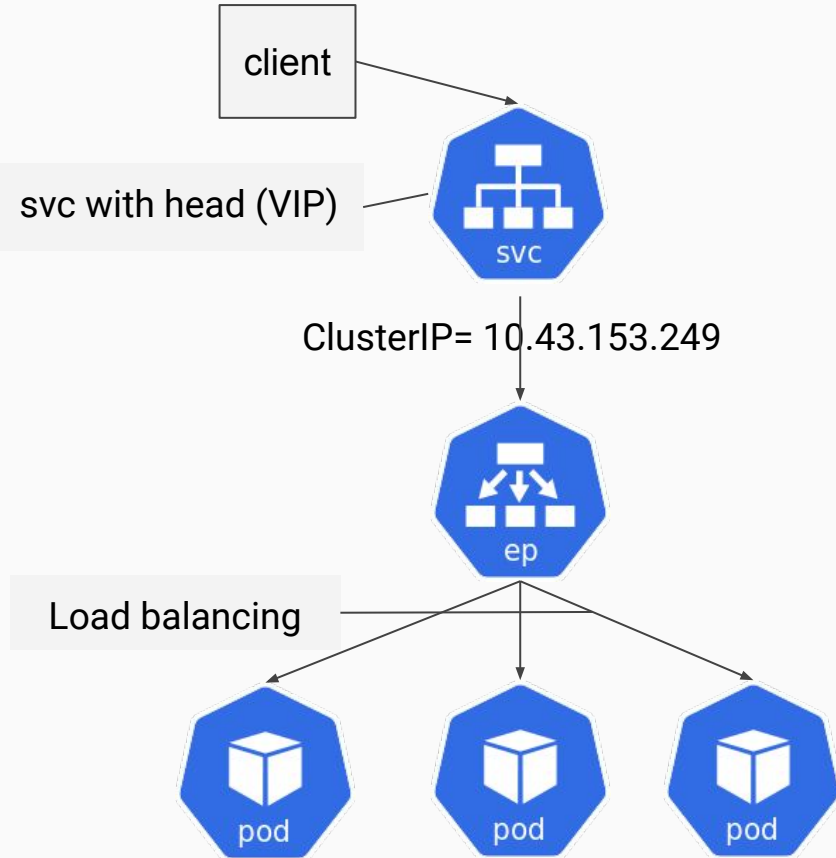 client
svc with head (VIP)
svc
ClusterIP= 10.43.153.249
ep
Load balancing
pod
pod
pod